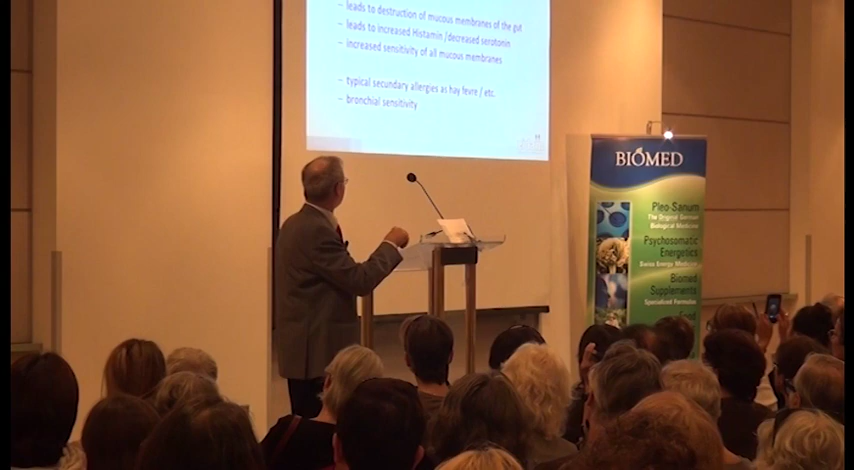 – leads to destruction of mucous membranes of the gut
– leads to increased Histamin /decreased serotonin
– increased sensitivity of all mucous membranes
– typical secundary allergies as hay fevre / etc.
– bronchial sensitivity
BIOMED
Pleo-Sanum
The Original German
Biological Medicine
Psychosomatic
Energetics
Swiss Energy Medicine
Biomed
Supplements
Specialized Formulas
Food